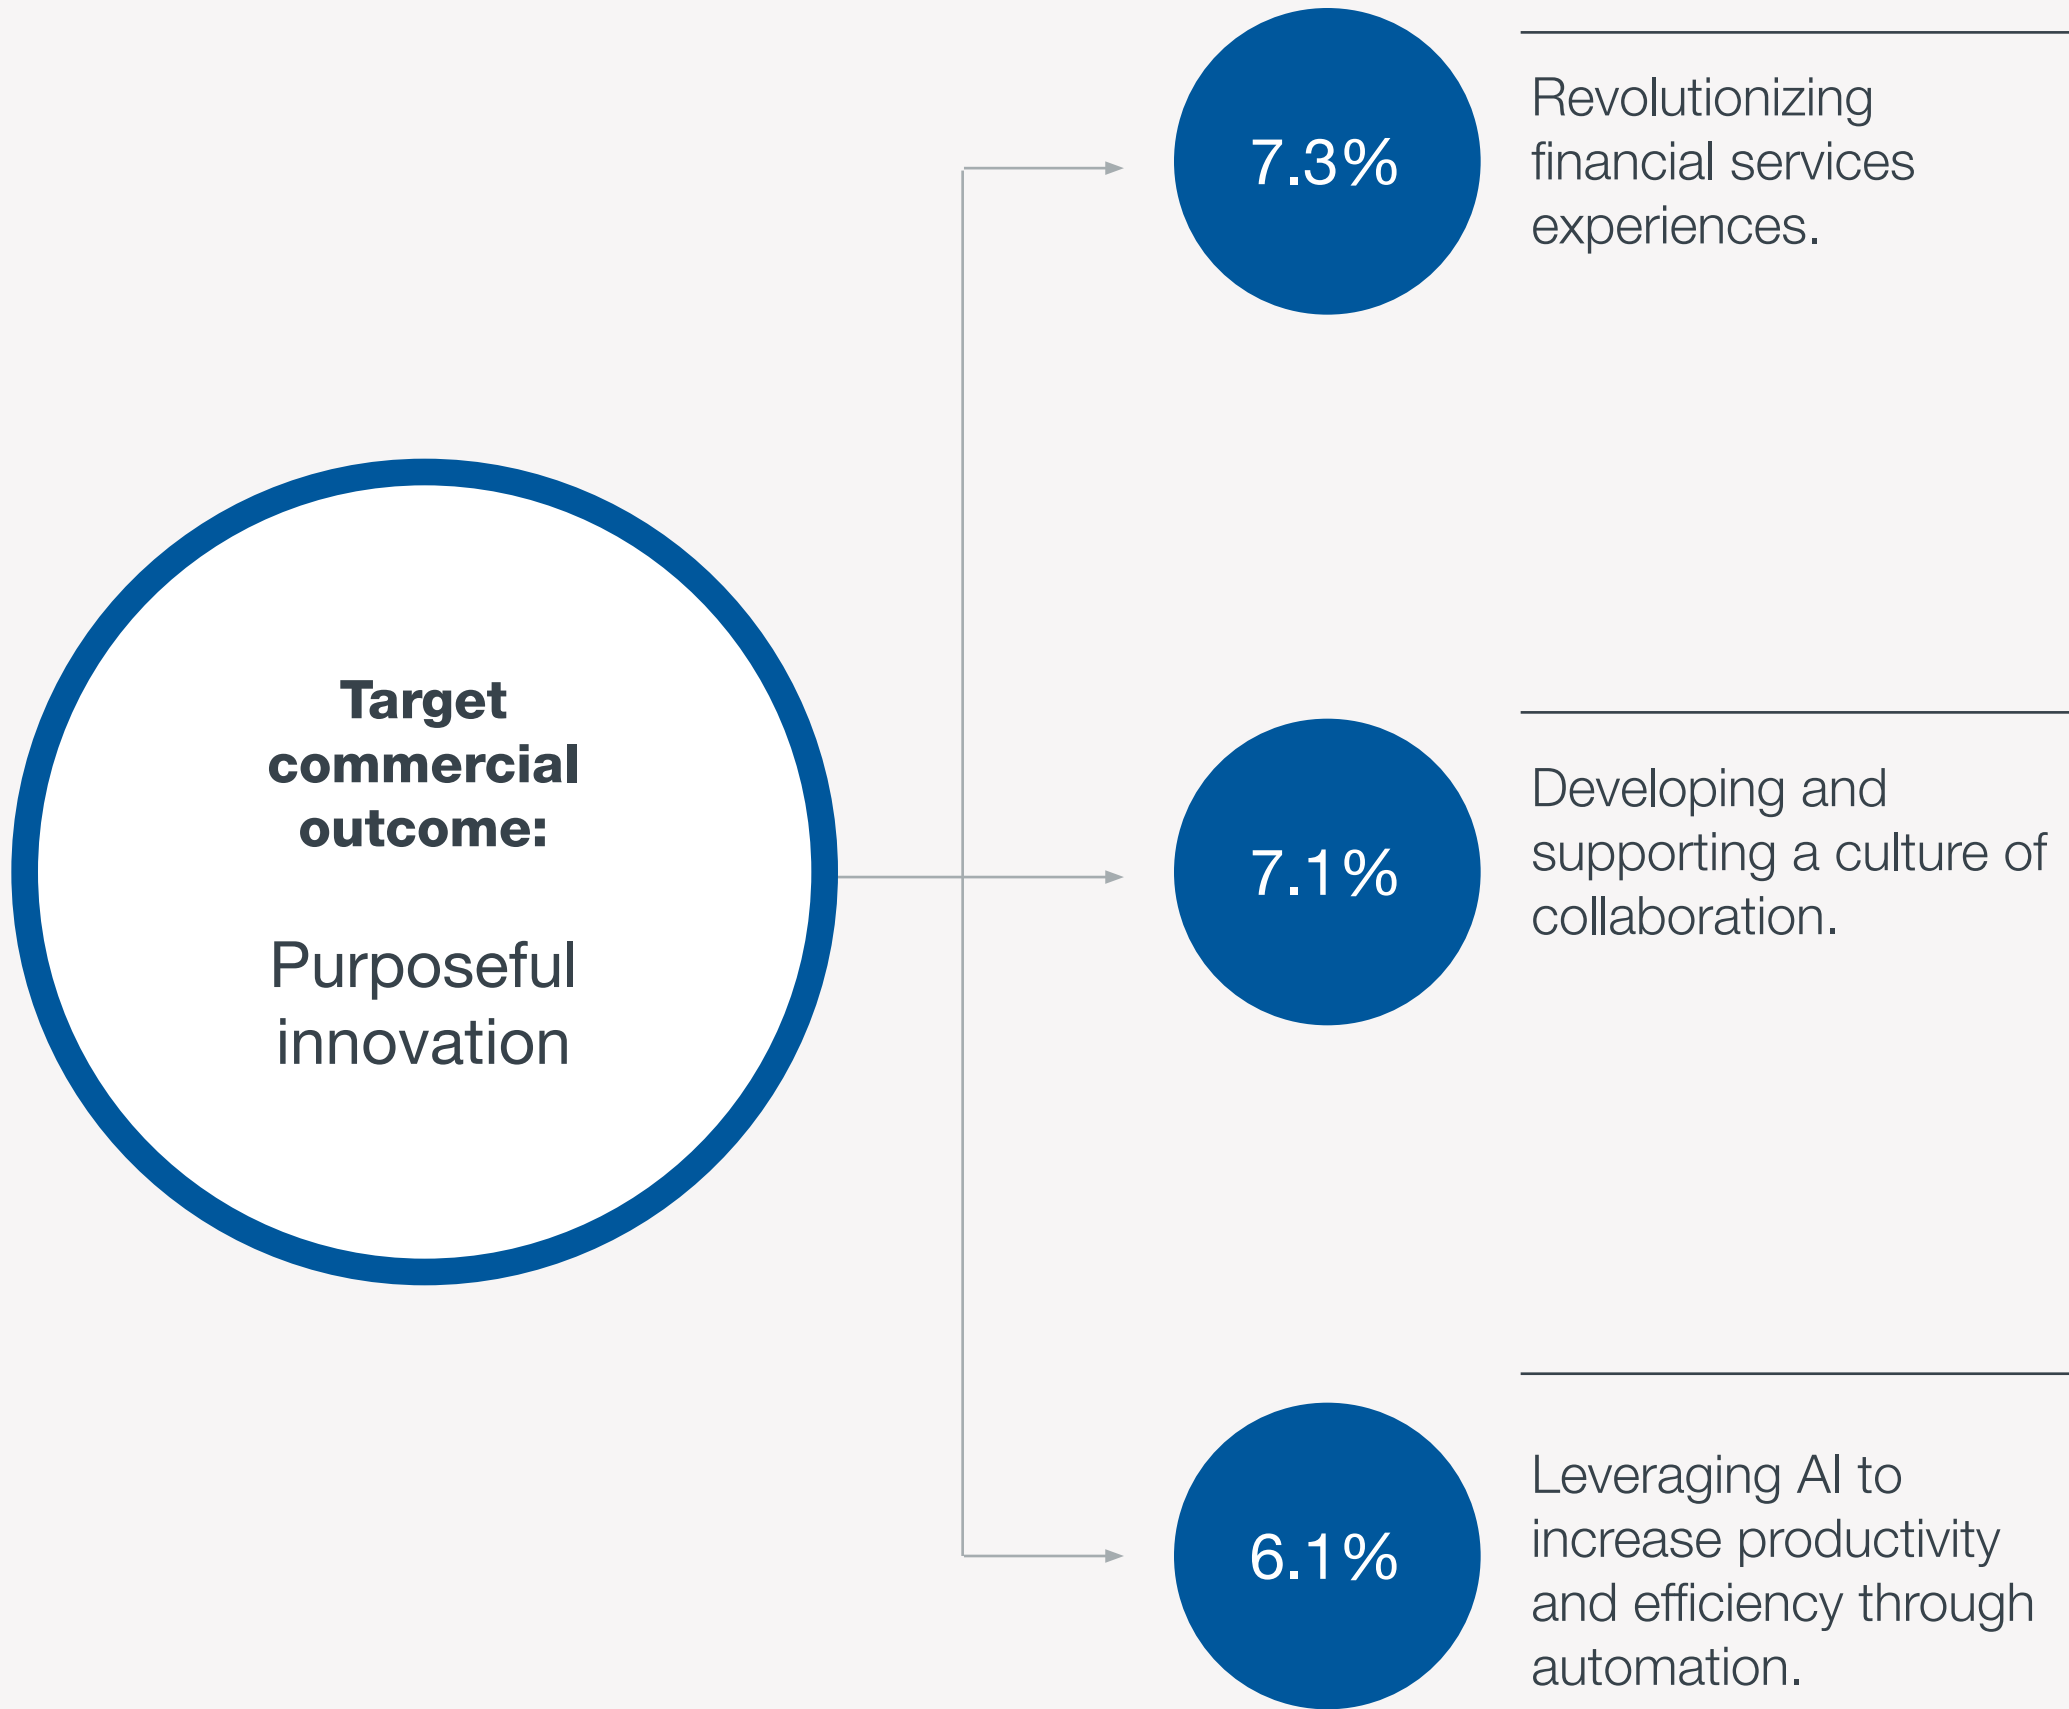 Target
commercial
outcome:
Purposeful
innovation
7.3%
Revolutionizing
financial services
experiences.
7.1%
Developing and
supporting a culture of
collaboration.
6.1%
Leveraging AI to
increase productivity
and efficiency through
automation.